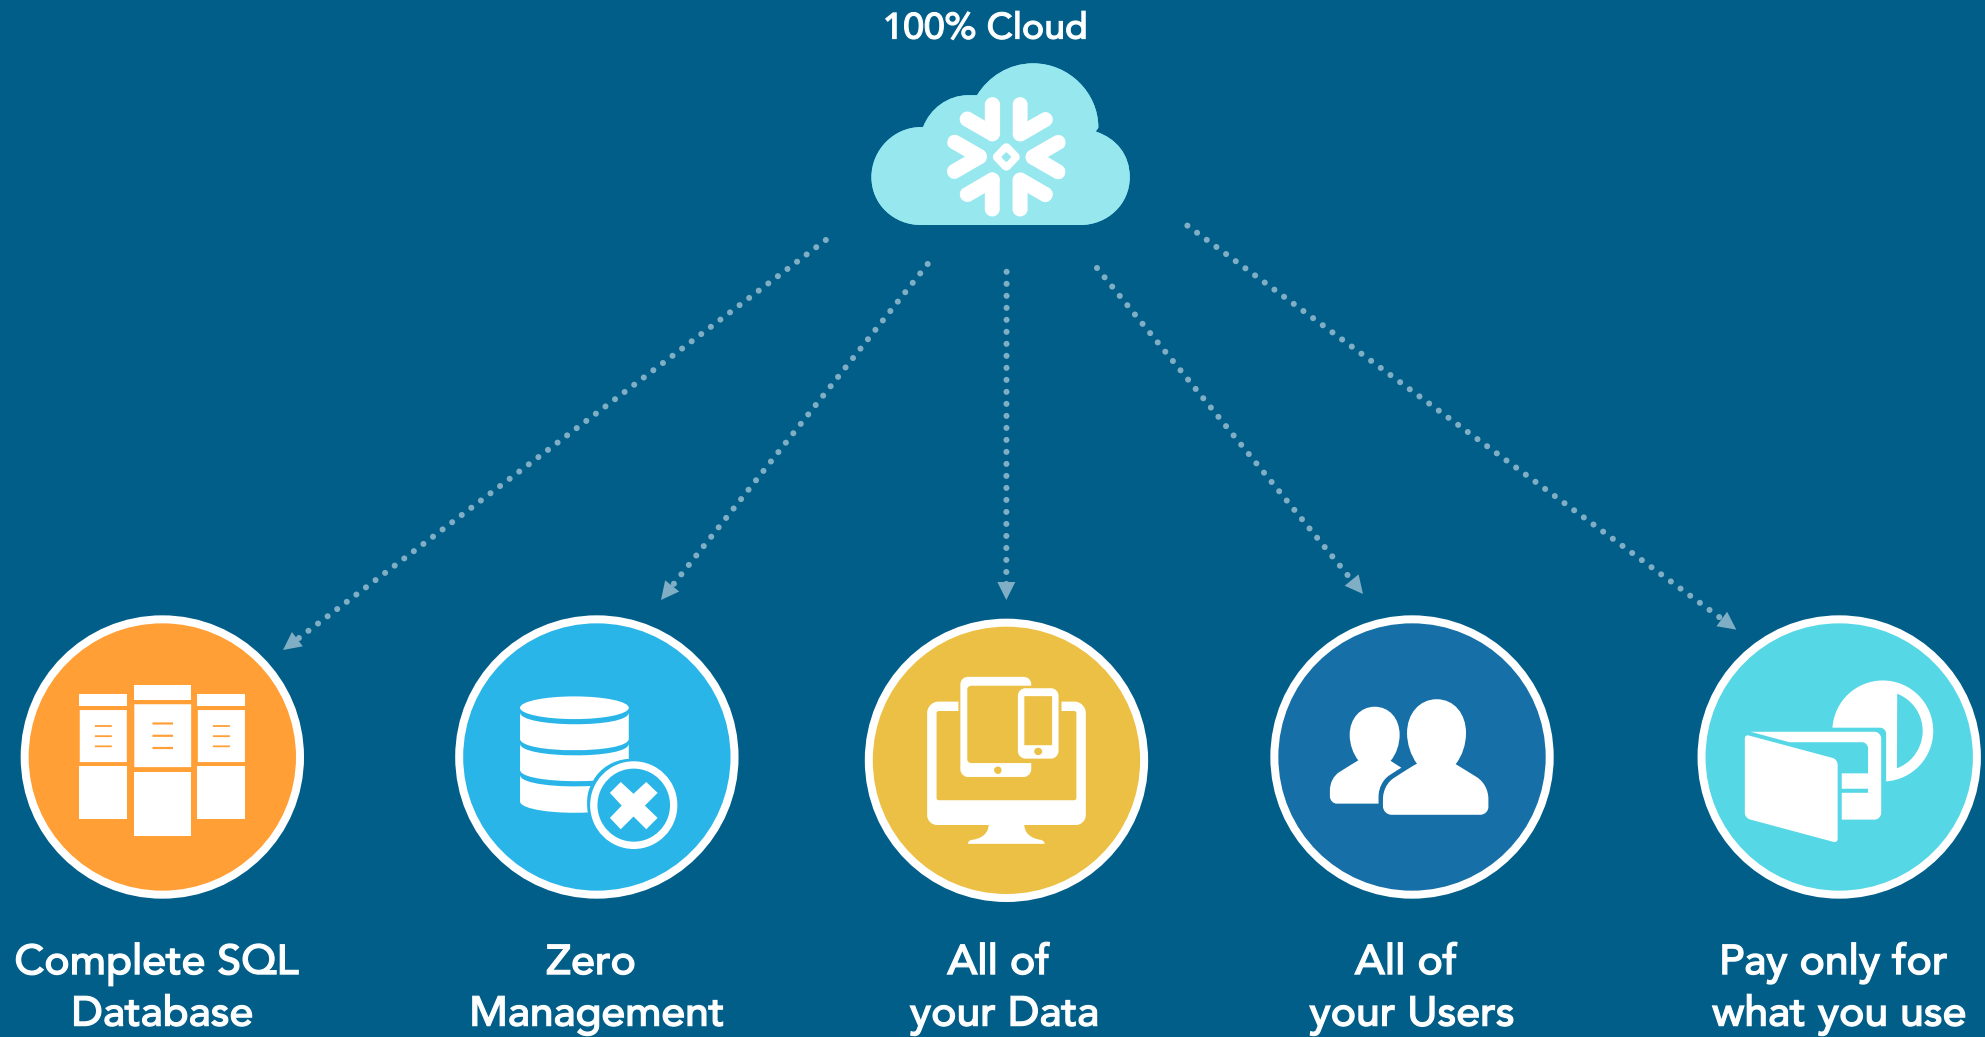 100% Cloud
Complete SQL
Database
Zero
Management
All of
your Data
All of
your Users
Pay only for
what you use